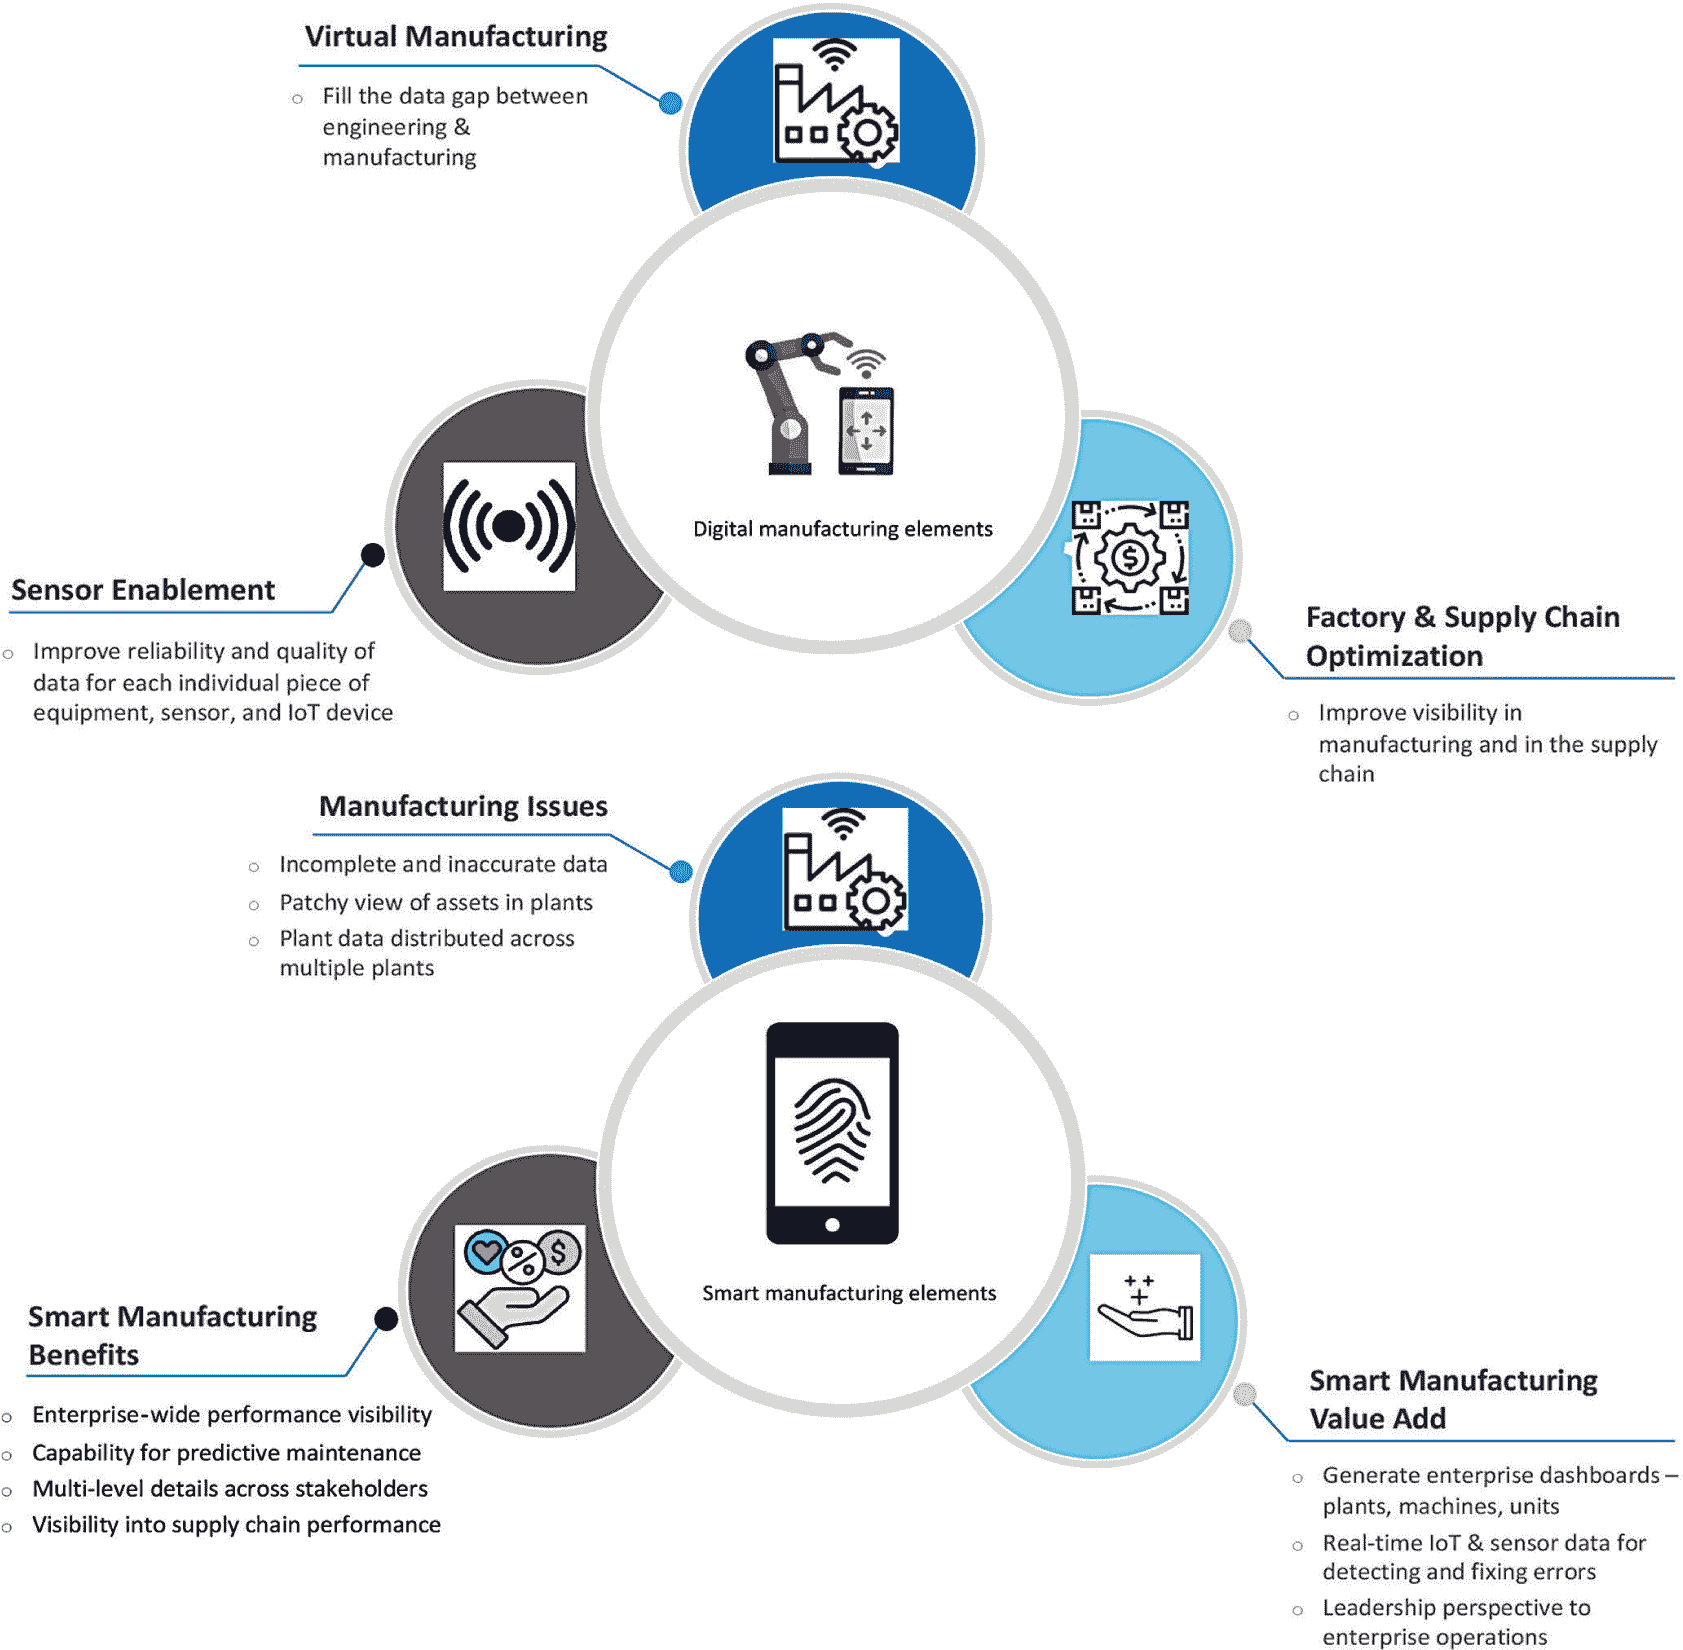 Virtual Manufacturing
○ Fill the data gap between
engineering &
manufacturing
Digital manufacturing elements
Sensor Enablement
○ Improve reliability and quality of
data for each individual piece of
equipment, sensor, and IoT device
Factory & Supply Chain
Optimization
○ Improve visibility in
manufacturing and in the supply
chain
$
Manufacturing Issues
○ Incomplete and inaccurate data
○ Patchy view of assets in plants
○ Plant data distributed across
multiple plants
Smart manufacturing elements
% $
Smart Manufacturing
Benefits
○ Enterprise-wide performance visibility
○ Capability for predictive maintenance
○ Multi-level details across stakeholders
○ Visibility into supply chain performance
Smart Manufacturing
Value Add
○ Generate enterprise dashboards –
plants, machines, units
○ Real-time IoT & sensor data for
detecting and fixing errors
○ Leadership perspective to
enterprise operations